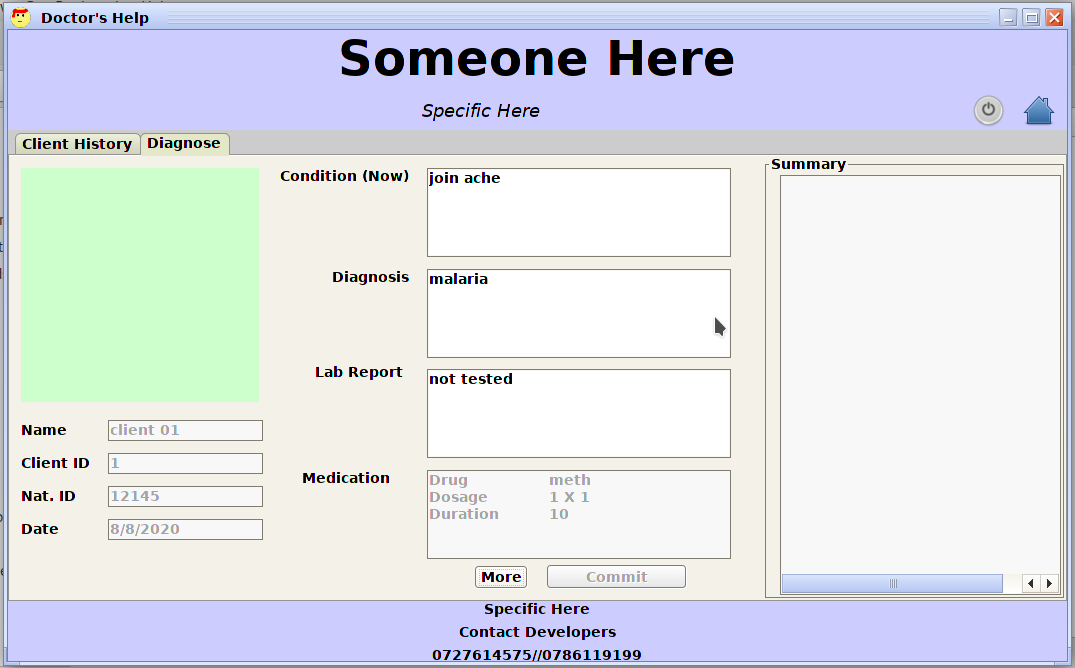 Doctor's Help
Someone Here
Specific Here
Client History
Diagnose
Condition (Now)
join ache
Diagnosis
malaria
Lab Report
not tested
Medication
Drug meth
Dosage 1 X 1
Duration 10
Name client 01
Client ID 1
Nat. ID 12145
Date 8/8/2020
More
Commit
Summary
Specific Here
Contact Developers
0727614575//0786119199